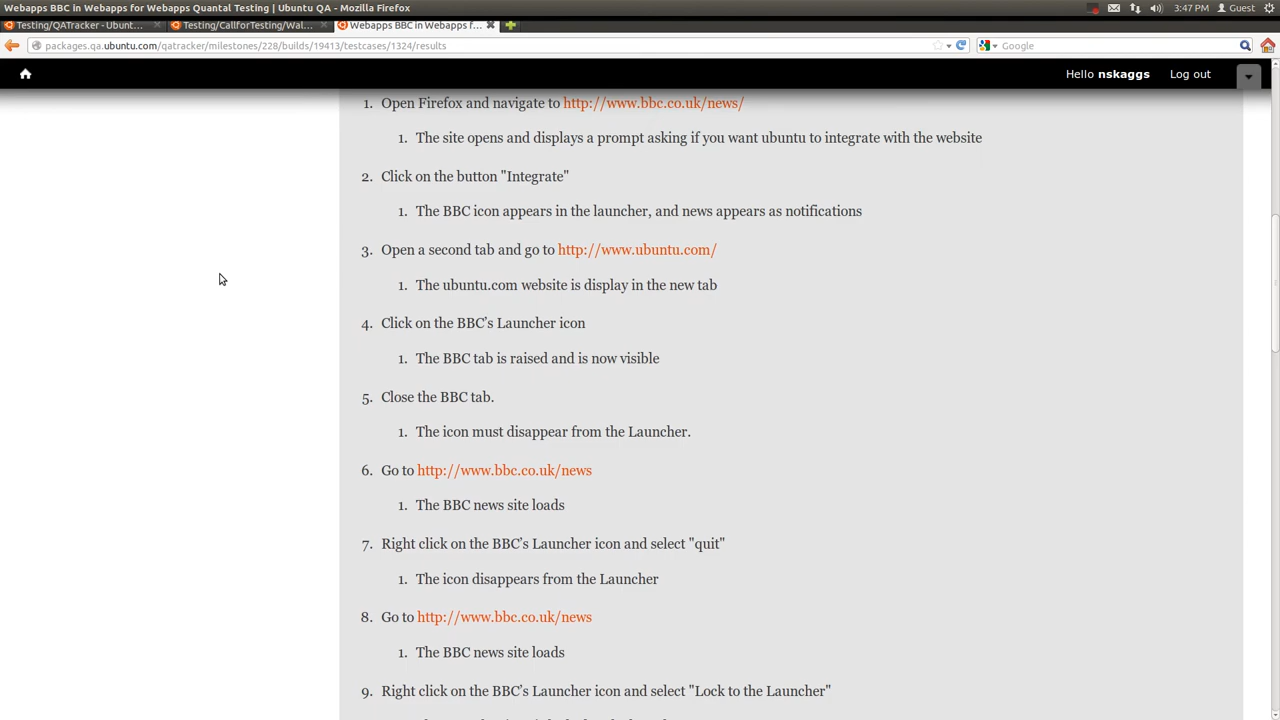 Webapps BBC in Webapps for Webapps Quantal Testing | Ubuntu QA - Mozilla Firefox
3:47 PM Guest
Testing/QATracker - Ubunt...
Testing/CallforTesting/Wal...
Webapps BBC in Webapps f...
packages.qa.ubuntu.com/qatracker/milestones/228/builds/19413/testcases/1324/results
Google
Hello nskaggs Log out
1. Open Firefox and navigate to http://www.bbc.co.uk/news/
1. The site opens and displays a prompt asking if you want ubuntu to integrate with the website
2. Click on the button "Integrate"
1. The BBC icon appears in the launcher, and news appears as notifications
3. Open a second tab and go to http://www.ubuntu.com/
1. The ubuntu.com website is display in the new tab
4. Click on the BBC's Launcher icon
1. The BBC tab is raised and is now visible
5. Close the BBC tab.
1. The icon must disappear from the Launcher.
6. Go to http://www.bbc.co.uk/news
1. The BBC news site loads
7. Right click on the BBC's Launcher icon and select "quit"
1. The icon disappears from the Launcher
8. Go to http://www.bbc.co.uk/news
1. The BBC news site loads
9. Right click on the BBC's Launcher icon and select "Lock to the Launcher"